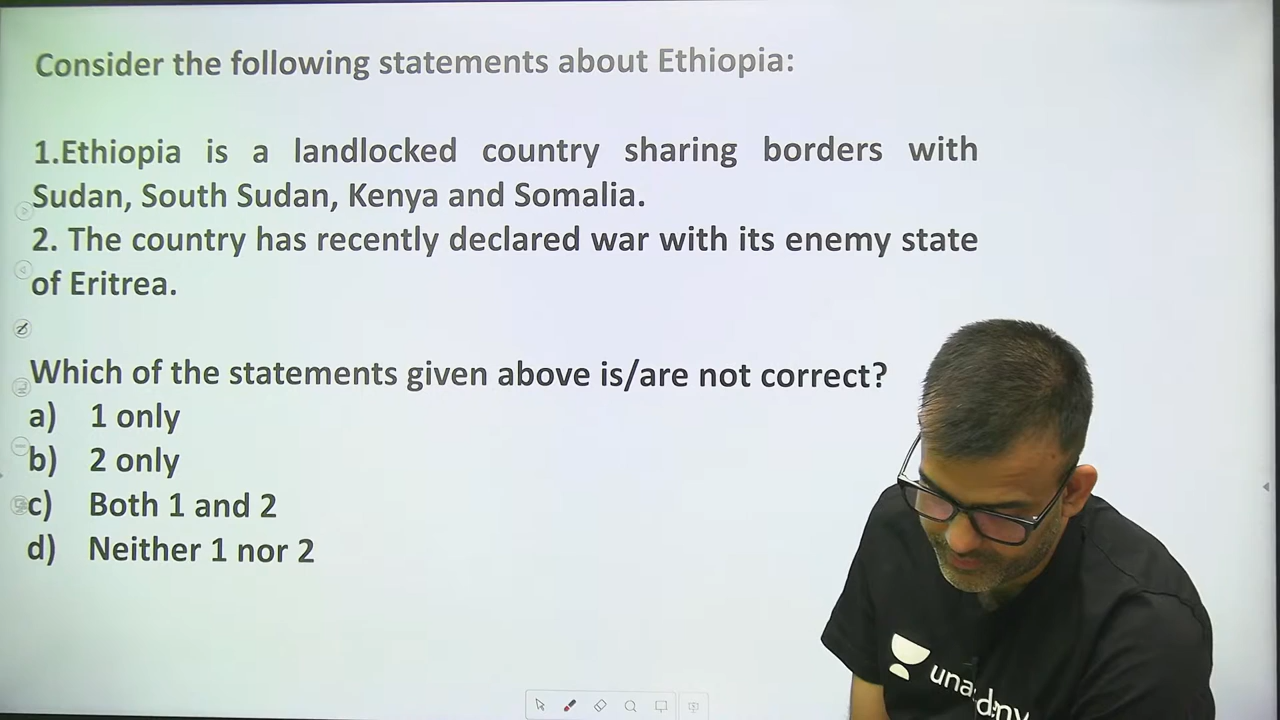 Consider the following statements about Ethiopia:
1.Ethiopia is a landlocked country sharing borders with
Sudan, South Sudan, Kenya and Somalia.
2. The country has recently declared war with its enemy state
of Eritrea.
Which of the statements given above is/are not correct?
a) 1 only
b) 2 only
c) Both 1 and 2
d) Neither 1 nor 2
unacademy